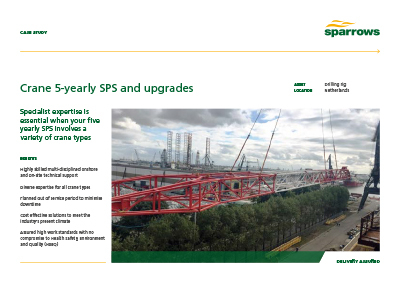 CASE STUDY
sparrows
Crane 5-yearly SPS and upgrades
ASSET Drilling rig
LOCATION Netherlands
Specialist expertise is
essential when your five
yearly SPS involves a
variety of crane types
BENEFITS
Highly skilled multi-disciplined onshore
and on-site technical support
Diverse expertise for all crane types
Planned out of service period to minimise
downtime
Cost effective solutions to meet the
industry's present climate
Assured high work standards with no
compromise to Health Safety Environment
and Quality (HSEQ)
DELIVERY ASSURED